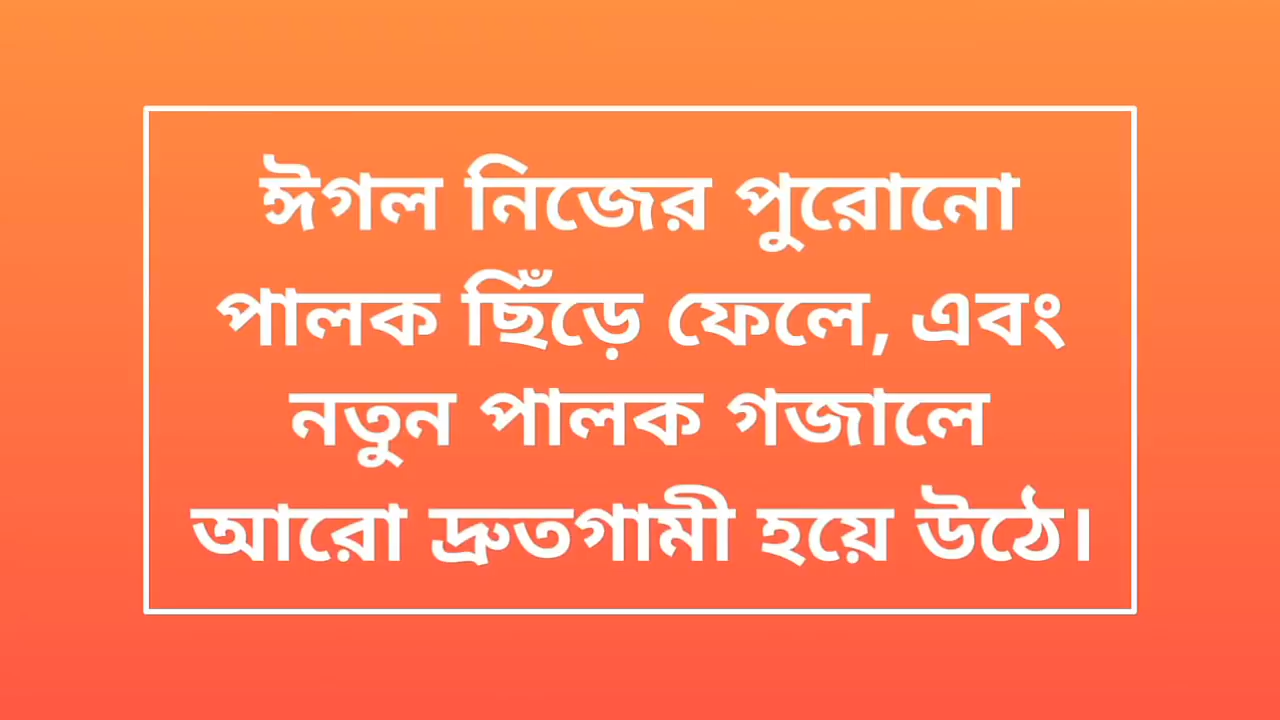 ঈগল নিজের পুরোনো
পালক ছিঁড়ে ফেলে, এবং
নতুন পালক গজালে
আরো দ্রুতগামী হয়ে উঠে।